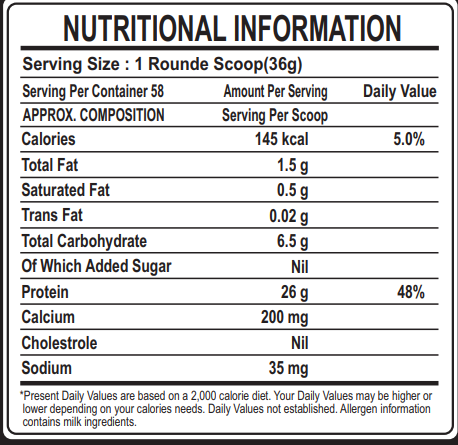 NUTRITIONAL INFORMATION
Serving Size : 1 Rounde Scoop(36g)
Serving Per Container 58 Amount Per Serving Daily Value
APPROX. COMPOSITION Serving Per Scoop
Calories 145 kcal 5.0%
Total Fat 1.5 g
Saturated Fat 0.5 g
Trans Fat 0.02 g
Total Carbohydrate 6.5 g
Of Which Added Sugar Nil
Protein 26 g 48%
Calcium 200 mg
Cholestrole Nil
Sodium 35 mg
*Present Daily Values are based on a 2,000 calorie diet. Your Daily Values may be higher or
lower depending on your calories needs. Daily Values not established. Allergen information
contains milk ingredients.